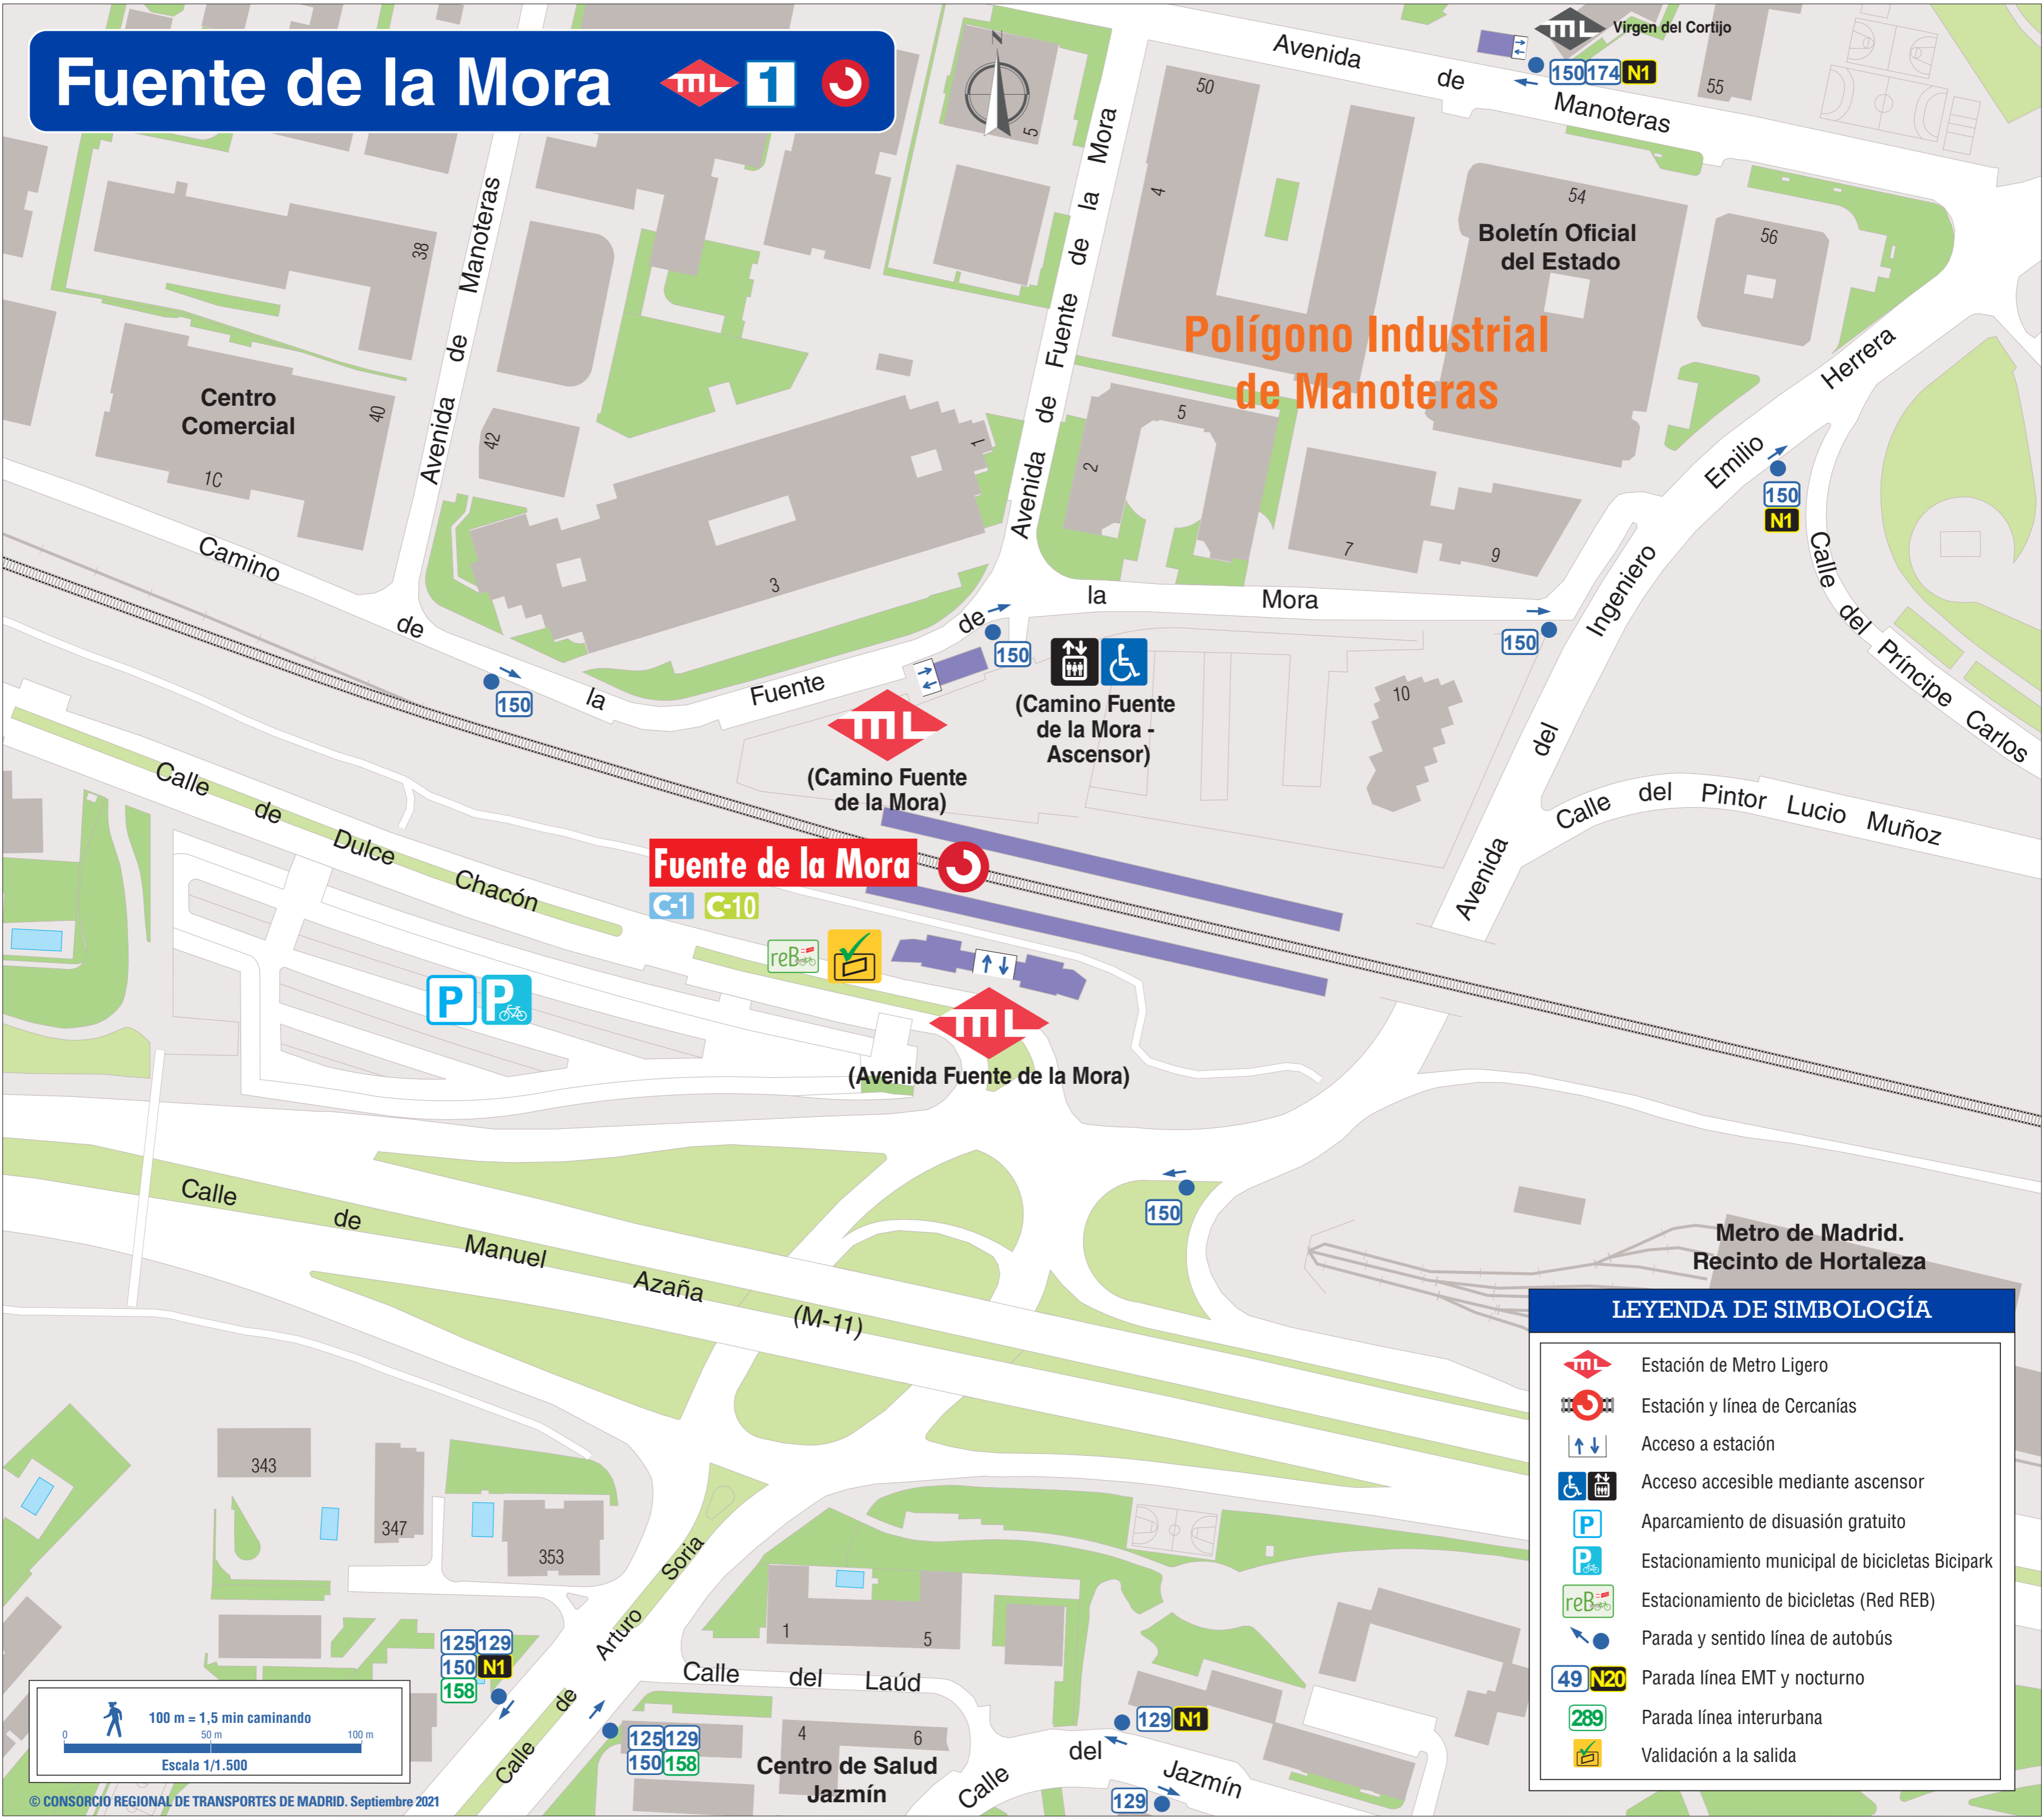 Fuente de la Mora ML 1
N
Virgen del Cortijo
150 174 N1
Avenida de Manoteras
50
55
5
4
54
56
Boletín Oficial
del Estado
Polígono Industrial
de Manoteras
Avenida de Manoteras
38
Avenida de Fuente de la Mora
Centro
Comercial
40
1C
42
1
3
2
5
7
9
10
Camino de la Fuente de la Mora
150
150
150
150
N1
Avenida del Ingeniero Emilio Herrera
Calle del Príncipe Carlos
Calle del Pintor Lucio Muñoz
ML
(Camino Fuente
de la Mora)
(Camino Fuente
de la Mora -
Ascensor)
Fuente de la Mora
C-1 C-10
reB
P P
ML
(Avenida Fuente de la Mora)
Calle de Dulce Chacón
150
Calle de Manuel Azaña (M-11)
Metro de Madrid.
Recinto de Hortaleza
343
347
353
Calle de Arturo Soria
125 129
150 N1
158
125 129
150 158
1
5
Calle del Laúd
4
6
Centro de Salud
Jazmín
129 N1
Calle del Jazmín
129
LEYENDA DE SIMBOLOGÍA
ML Estación de Metro Ligero
Estación y línea de Cercanías
Acceso a estación
Acceso accesible mediante ascensor
P Aparcamiento de disuasión gratuito
P Estacionamiento municipal de bicicletas Bicipark
reB Estacionamiento de bicicletas (Red REB)
Parada y sentido línea de autobús
49 N20 Parada línea EMT y nocturno
289 Parada línea interurbana
Validación a la salida
100 m = 1,5 min caminando
0 50 m 100 m
Escala 1/1.500
© CONSORCIO REGIONAL DE TRANSPORTES DE MADRID. Septiembre 2021